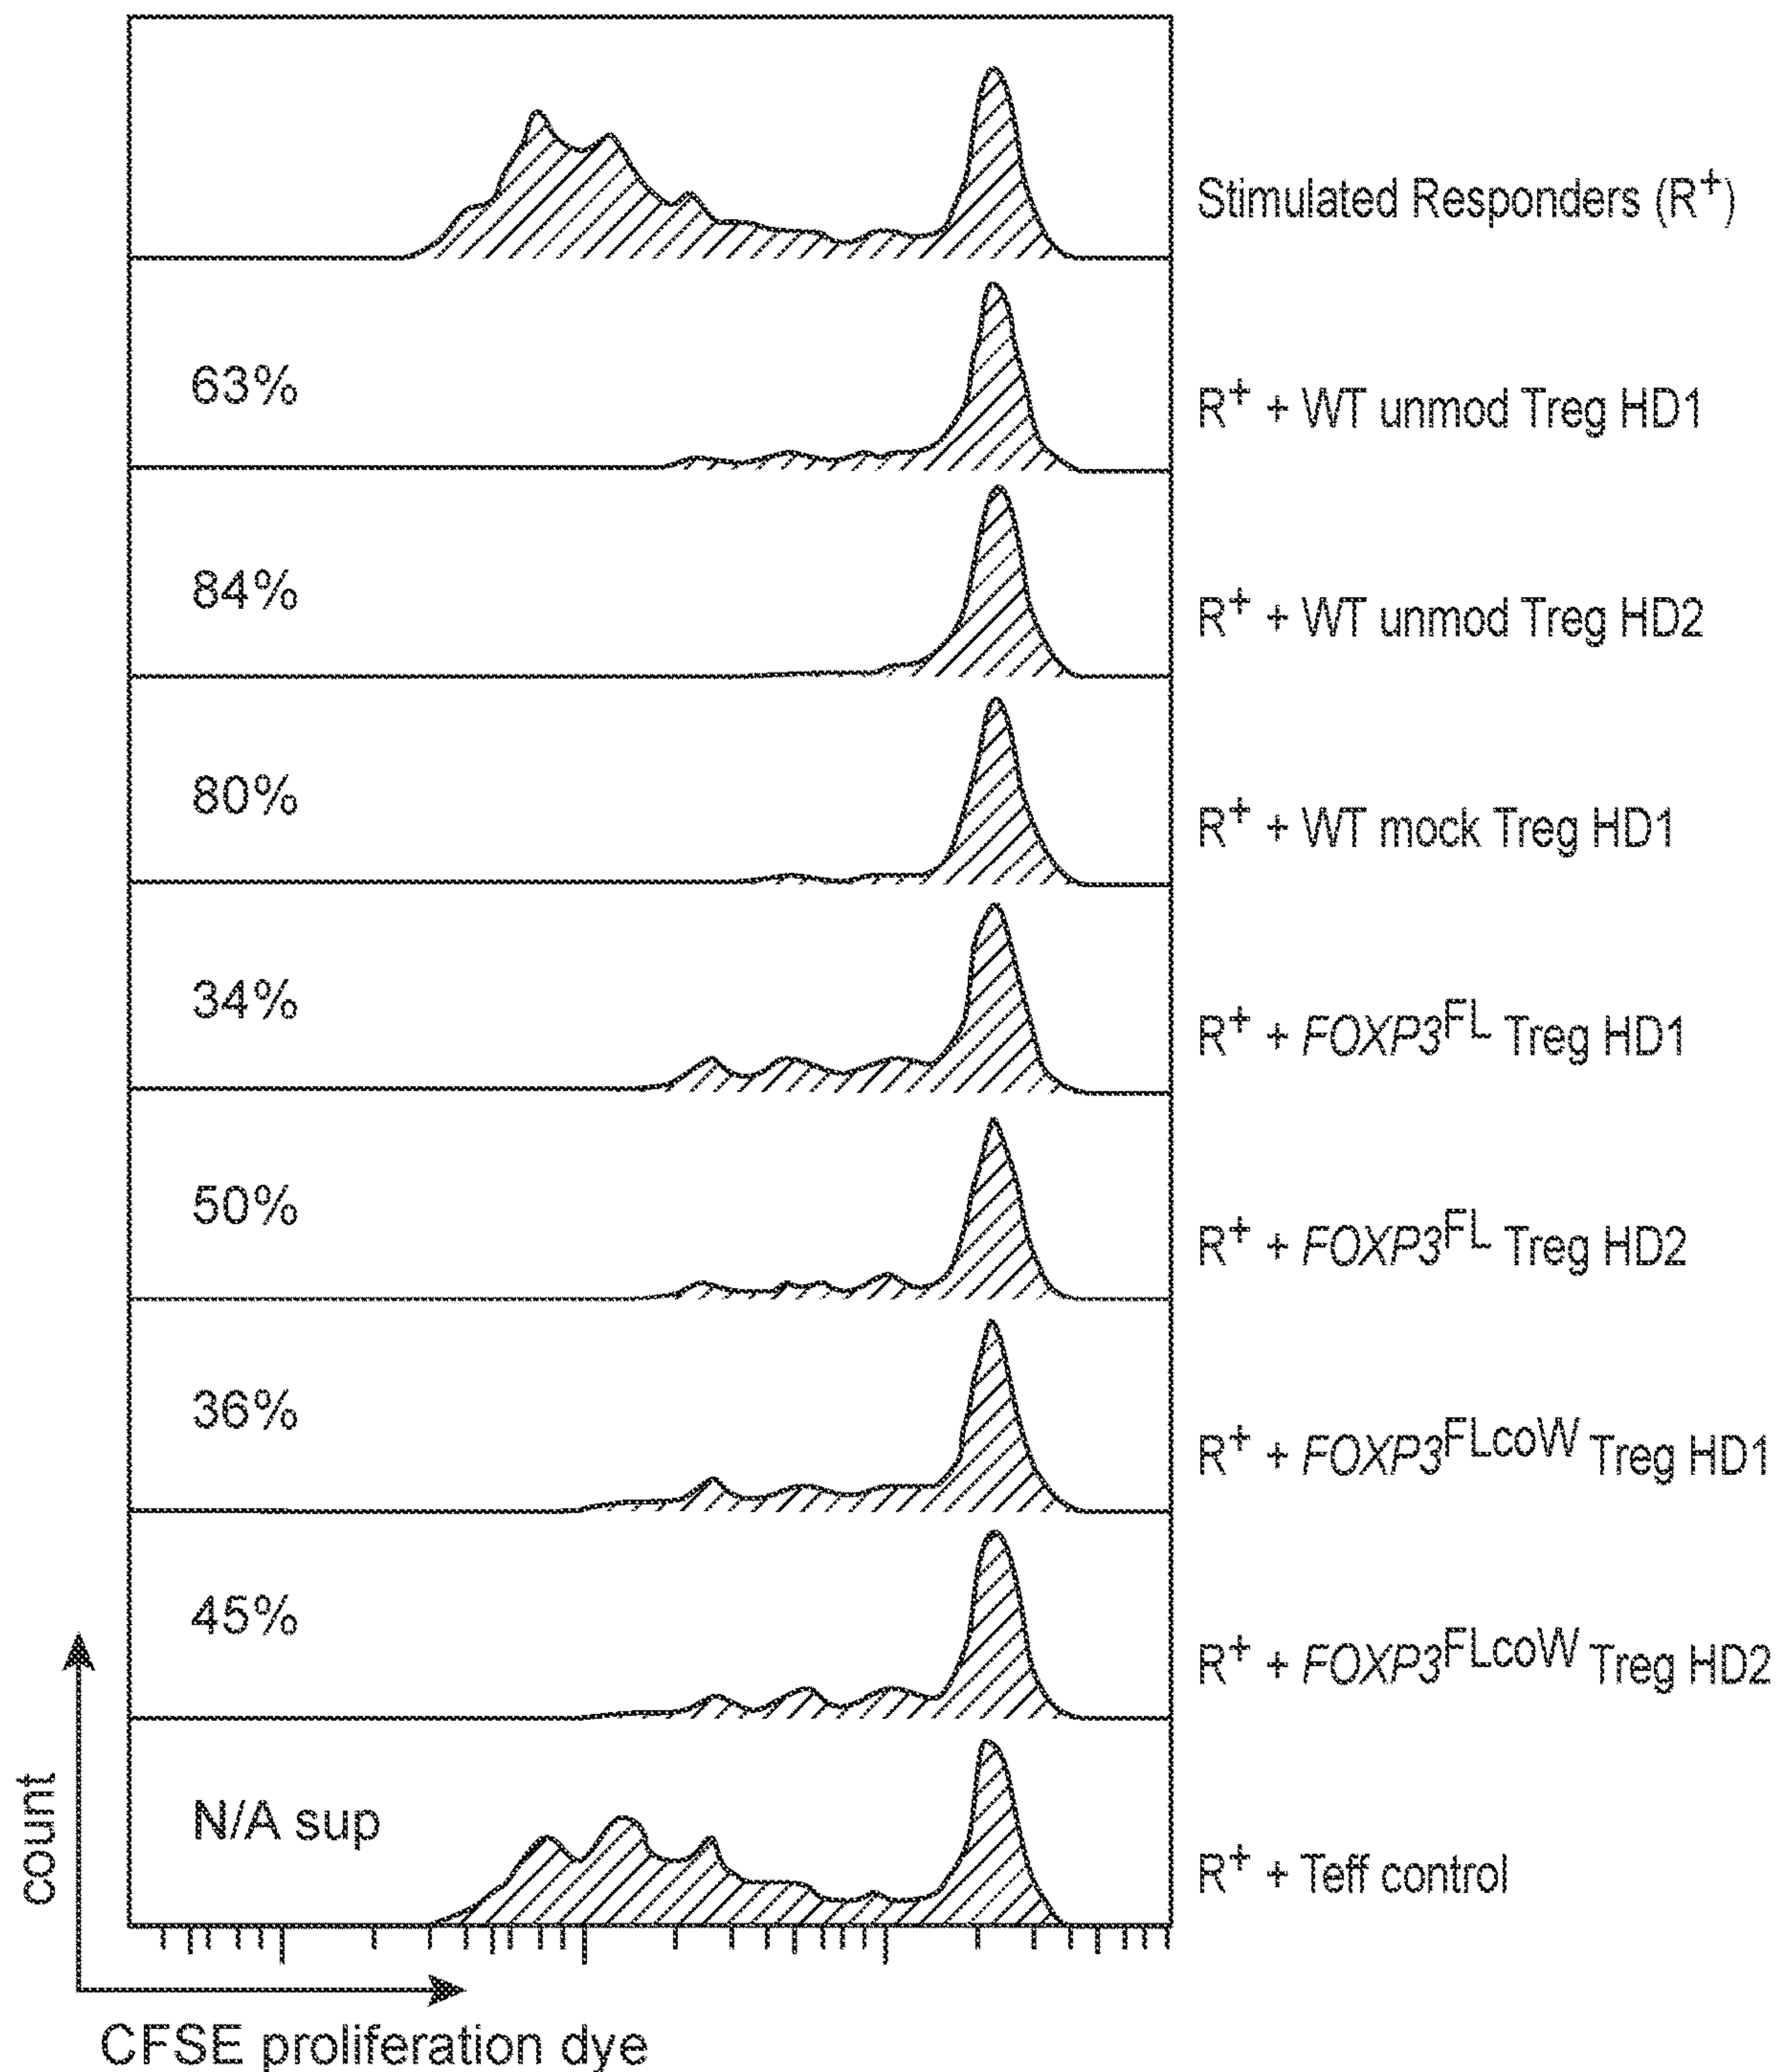 Stimulated Responders (R⁺)
63%
R⁺ + WT unmod Treg HD1
84%
R⁺ + WT unmod Treg HD2
80%
R⁺ + WT mock Treg HD1
34%
R⁺ + FOXP3ᶠᴸ Treg HD1
50%
R⁺ + FOXP3ᶠᴸ Treg HD2
36%
R⁺ + FOXP3ᶠᴸᶜᵒᵂ Treg HD1
45%
R⁺ + FOXP3ᶠᴸᶜᵒᵂ Treg HD2
N/A sup
R⁺ + Teff control
count
CFSE proliferation dye